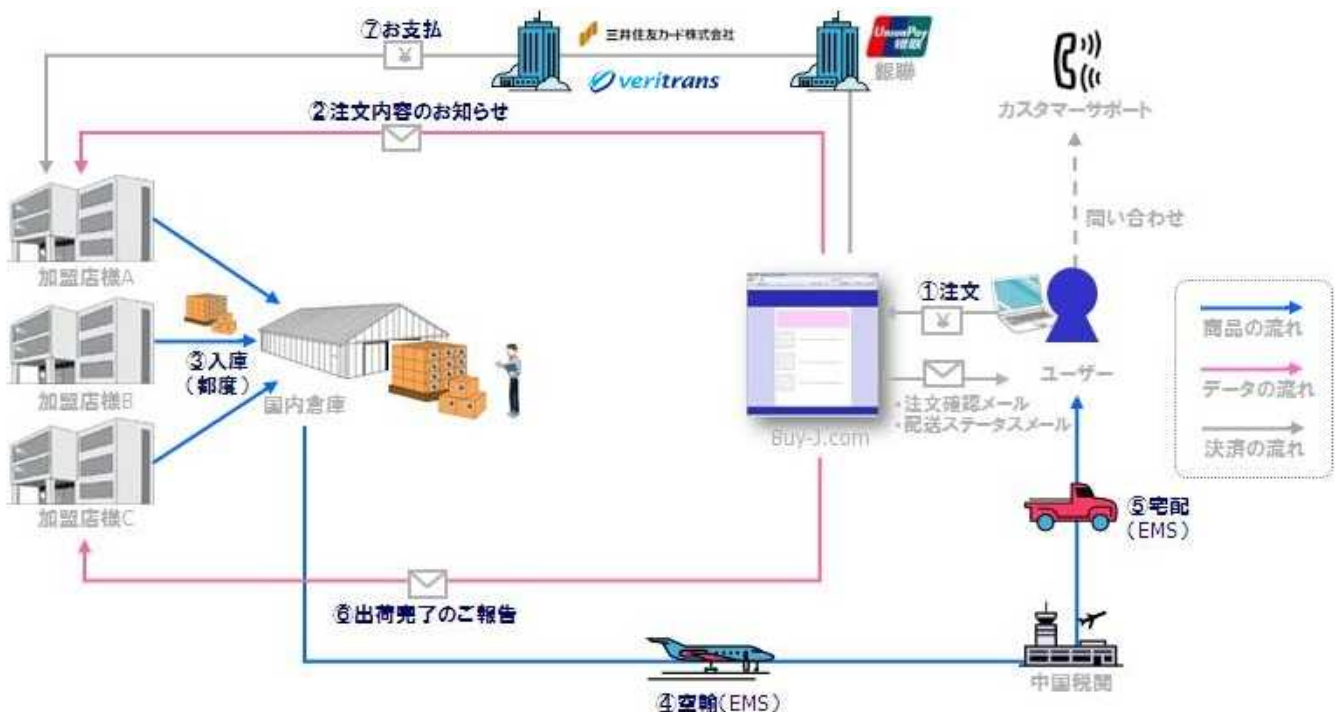 ⑦お支払
三井住友カード株式会社
veritrans
UnionPay
银联
銀聯
カスタマーサポート
②注文内容のお知らせ
問い合わせ
加盟店様A
①注文
商品の流れ
③入庫
(都度)
ユーザー
データの流れ
加盟店様B
国内倉庫
・注文確認メール
・配送ステータスメール
Buy-J.com
決済の流れ
加盟店様C
⑤宅配
(EMS)
⑥出荷完了のご報告
中国税関
④空輸(EMS)